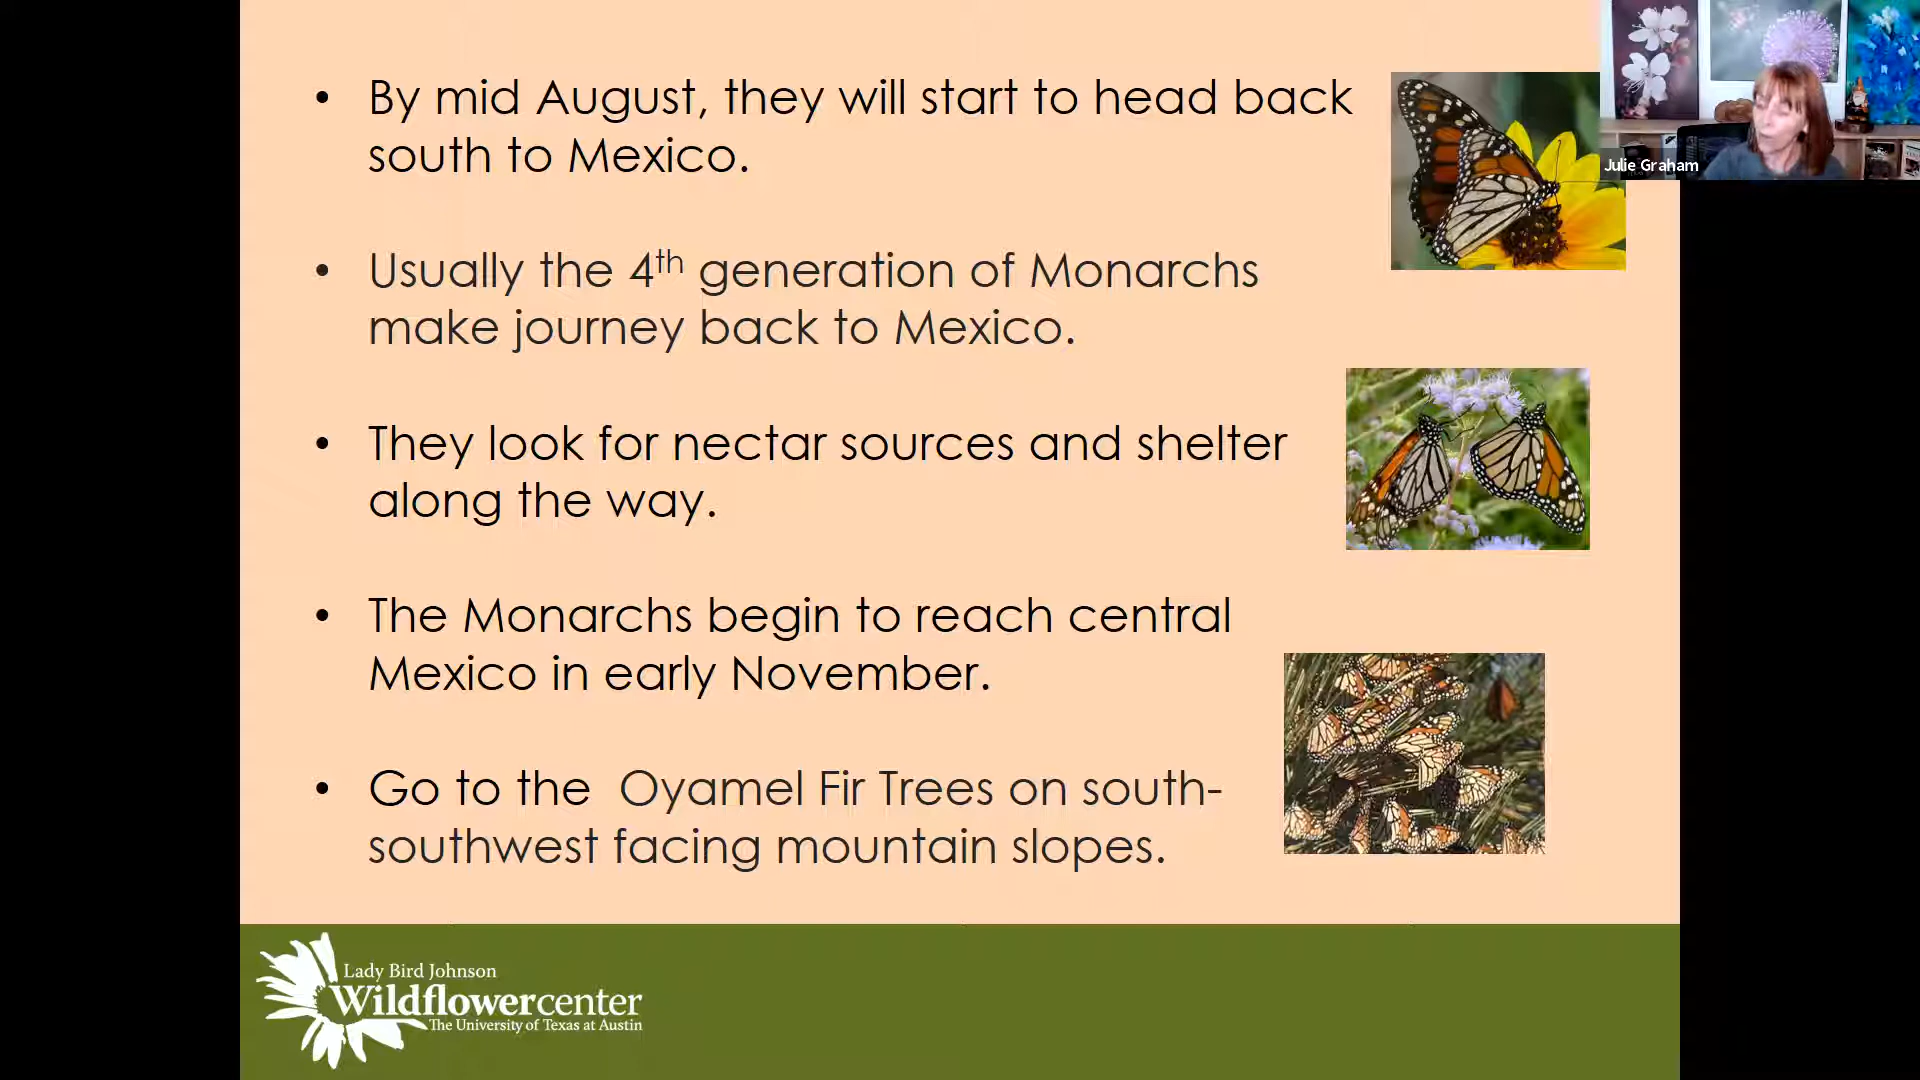 • By mid August, they will start to head back
south to Mexico.
• Usually the 4th generation of Monarchs
make journey back to Mexico.
• They look for nectar sources and shelter
along the way.
• The Monarchs begin to reach central
Mexico in early November.
• Go to the  Oyamel Fir Trees on south-
southwest facing mountain slopes.
Julie Graham
Lady Bird Johnson
Wildflowercenter
The University of Texas at Austin